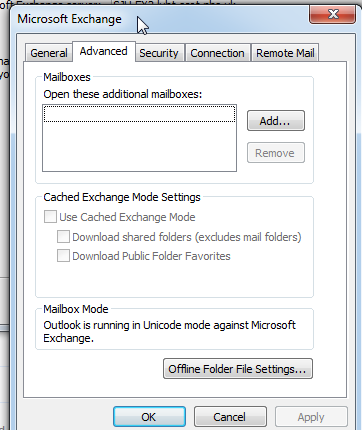 Microsoft Exchange
General
Advanced
Security
Connection
Remote Mail
Mailboxes
Open these additional mailboxes:
Add...
Remove
Cached Exchange Mode Settings
Use Cached Exchange Mode
Download shared folders (excludes mail folders)
Download Public Folder Favorites
Mailbox Mode
Outlook is running in Unicode mode against Microsoft
Exchange.
Offline Folder File Settings...
OK
Cancel
Apply